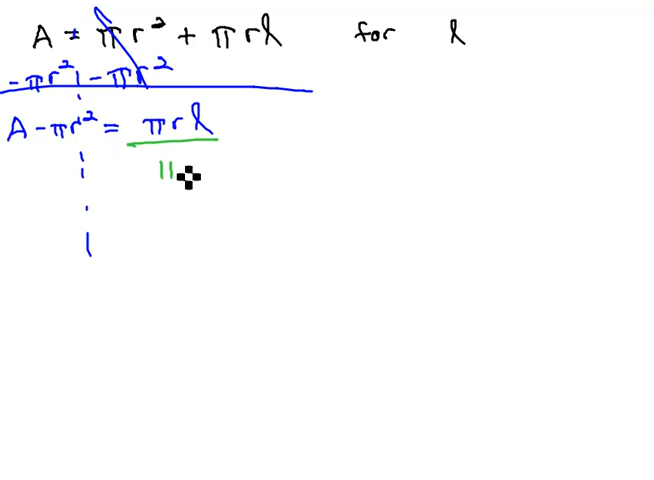 A = πr² + πrl for l
-πr² -πr²
A - πr² = πrl